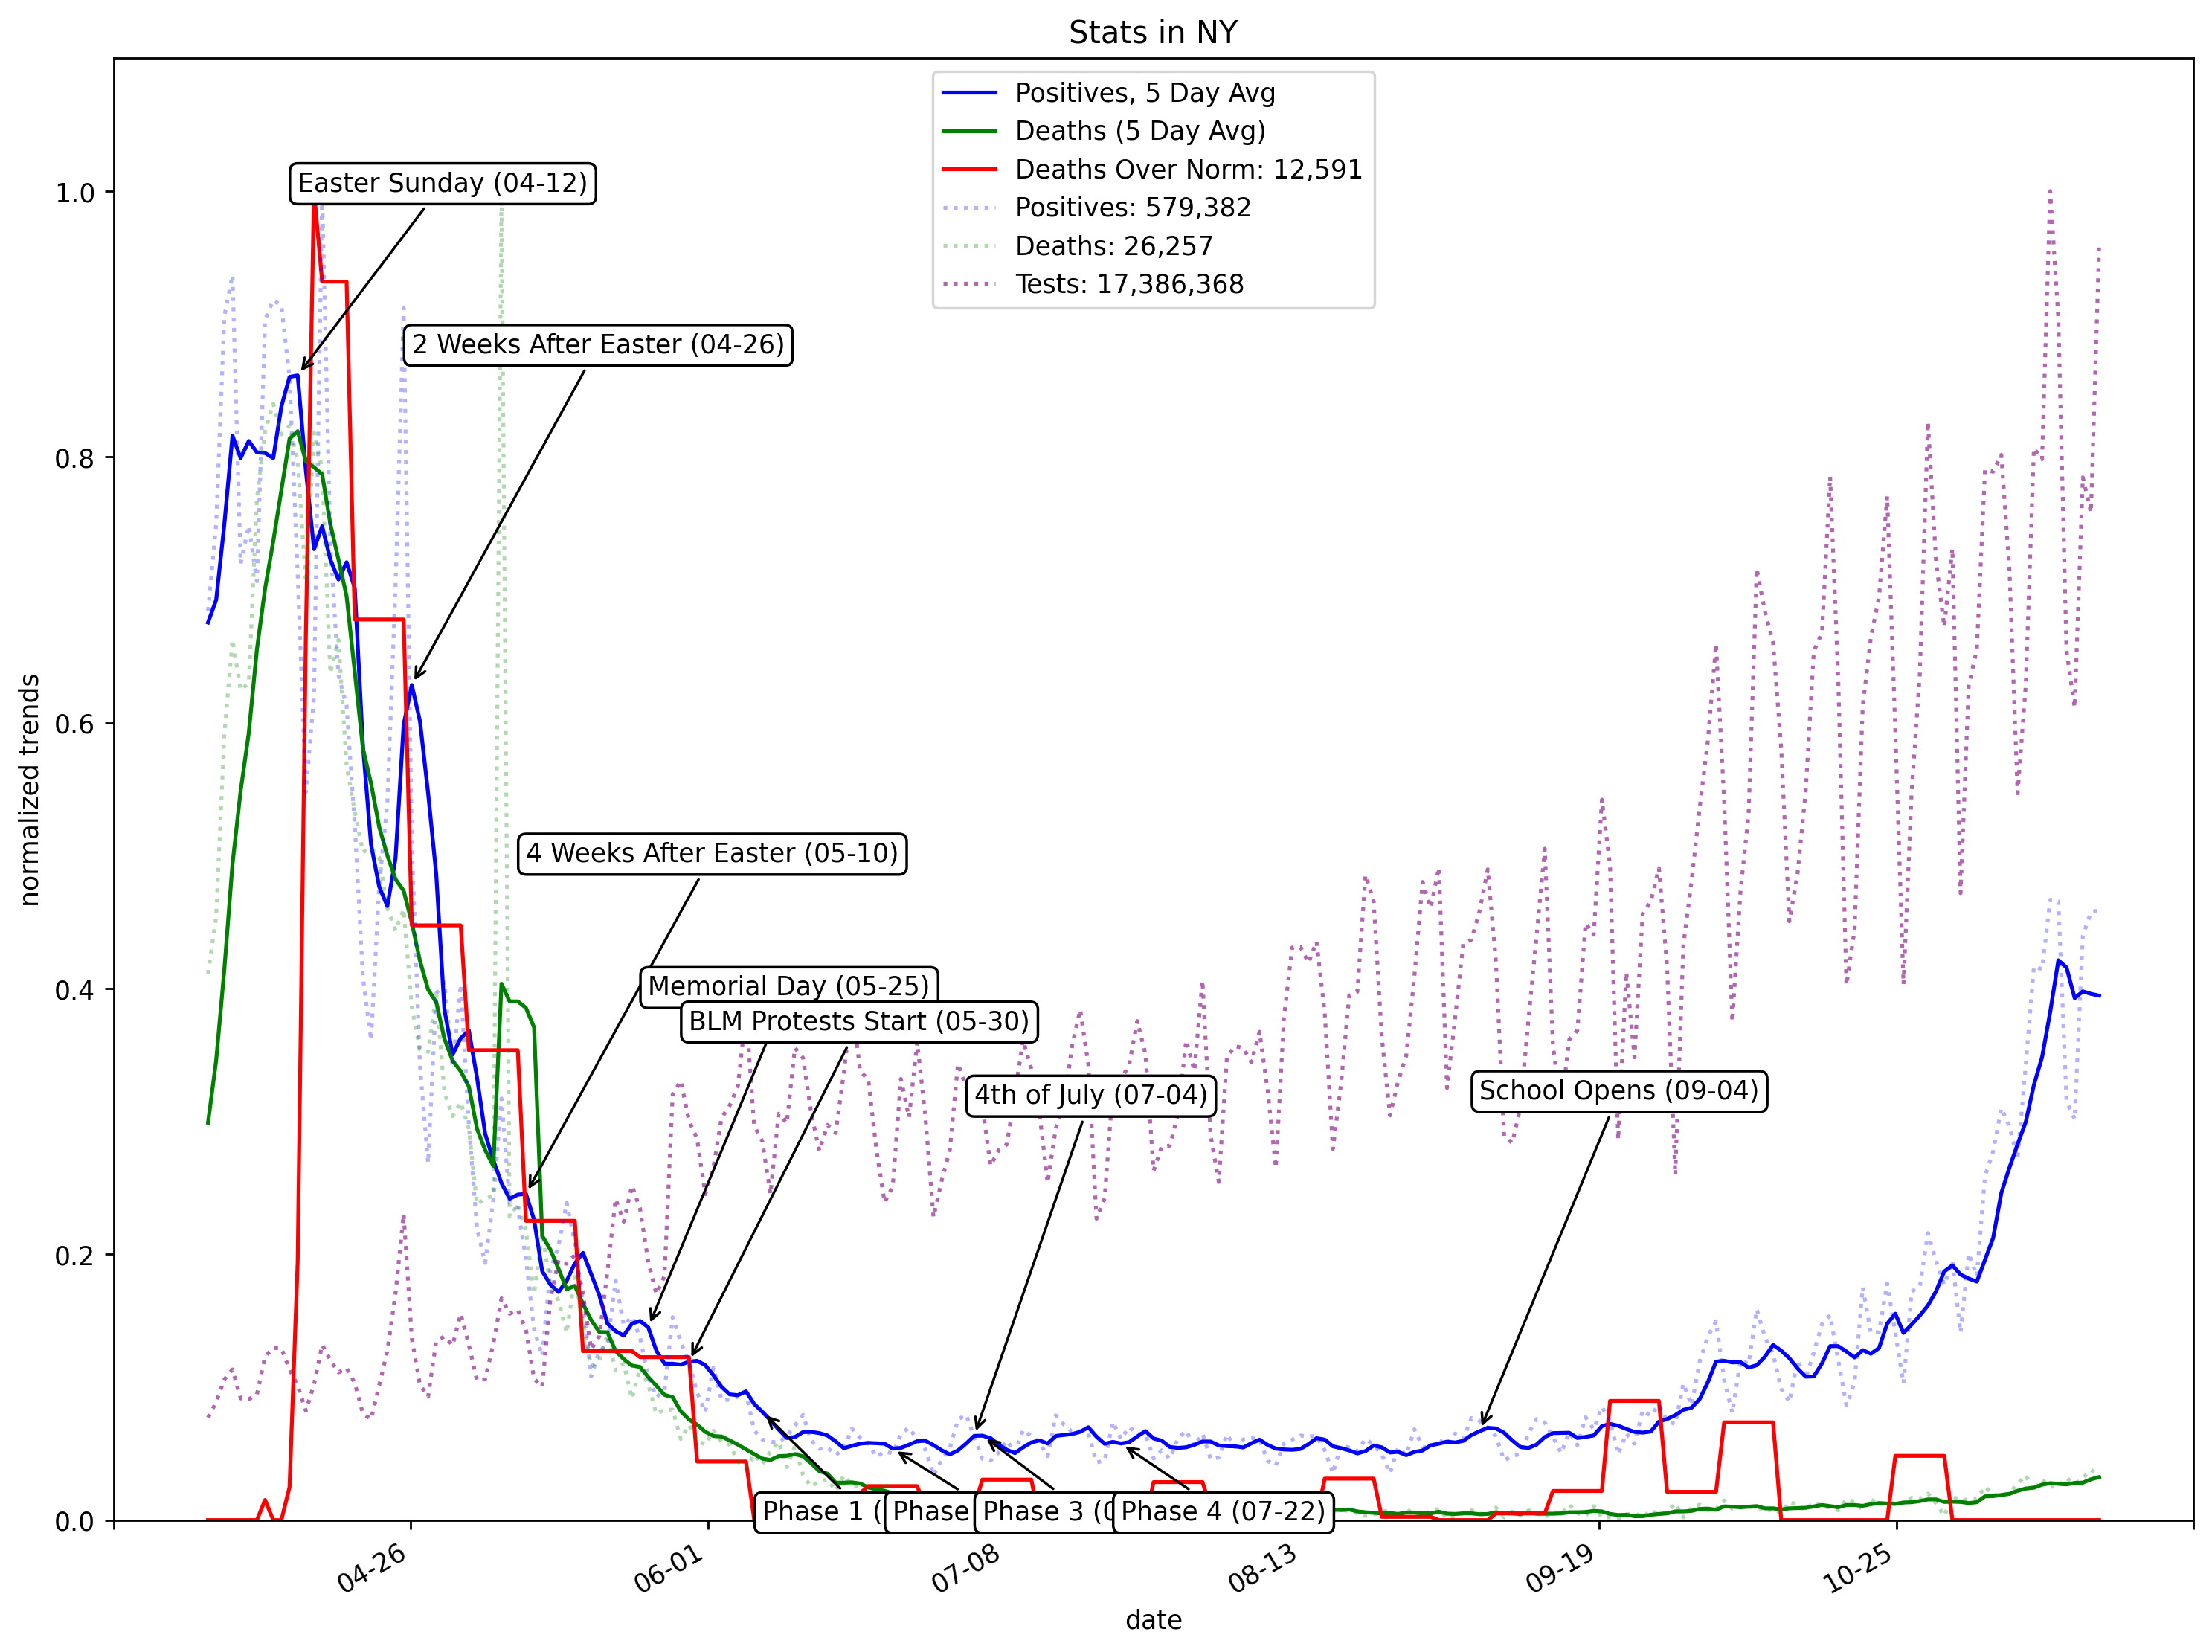 Stats in NY
Positives, 5 Day Avg
Deaths (5 Day Avg)
Deaths Over Norm: 12,591
Positives: 579,382
Deaths: 26,257
Tests: 17,386,368
Easter Sunday (04-12)
2 Weeks After Easter (04-26)
4 Weeks After Easter (05-10)
Memorial Day (05-25)
BLM Protests Start (05-30)
4th of July (07-04)
School Opens (09-04)
Phase 1 (
Phase
Phase 3 (
Phase 4 (07-22)
normalized trends
1.0
0.8
0.6
0.4
0.2
0.0
04-26
06-01
07-08
08-13
09-19
10-25
date